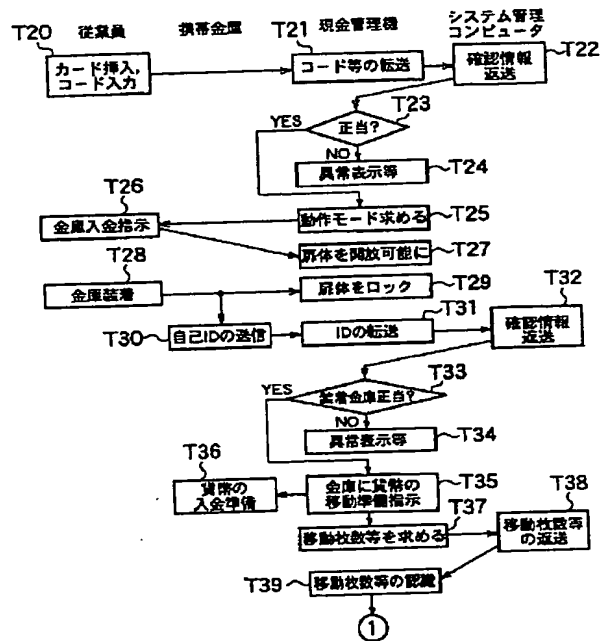 従業員 携帯金庫 現金管理機 システム管理
コンピュータ
T20 T21 T22
カード挿入,
コード入力
コード等の転送
確認情報
返送
T23
YES 正当?
NO
異常表示等 T24
T26
動作モード求める T25
金庫入金指示
扉体を開放可能に T27
T28
金庫装着
扉体をロック T29
T31 T32
T30 自己IDの送信 IDの転送
確認情報
返送
T33
YES 装着金庫正当?
NO
異常表示等 T34
T36
貨幣の
入金準備
金庫に貨幣の
移動準備指示
T35
T37 T38
移動枚数等を求める
移動枚数等
の返送
T39 移動枚数等の認識
1